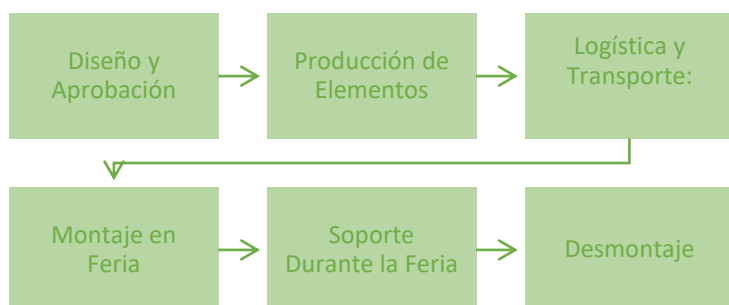 Diseño y
Aprobación
Producción de
Elementos
Logística y
Transporte:
Montaje en
Feria
Soporte
Durante la Feria
Desmontaje